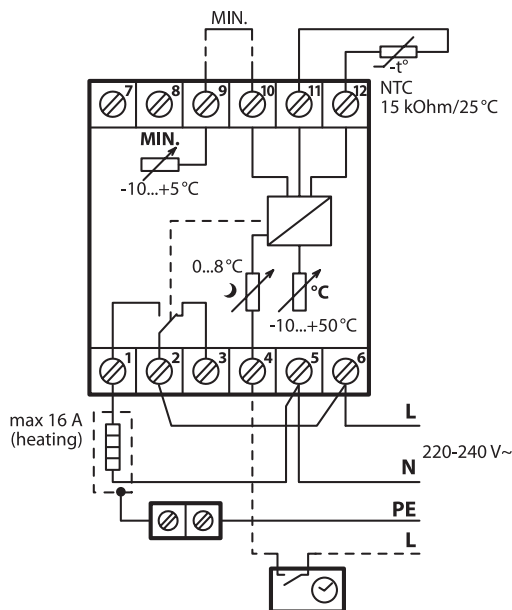 MIN.
-t°
NTC
15 kOhm/25°C
7 8 9 10 11 12
MIN.
-10...+5°C
0...8°C
°C
-10...+50°C
1 2 3 4 5 6
max 16 A
(heating)
L
220-240 V~
N
PE
L